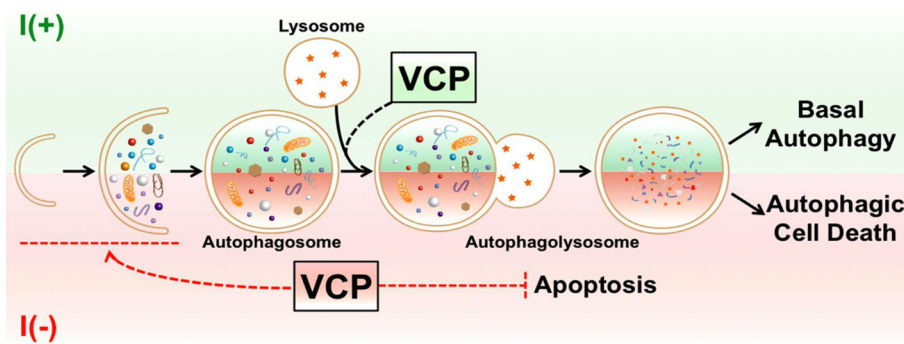 I(+)
Lysosome
VCP
Basal
Autophagy
Autophagosome
Autophagolysosome
Autophagic
Cell Death
VCP
Apoptosis
I(-)